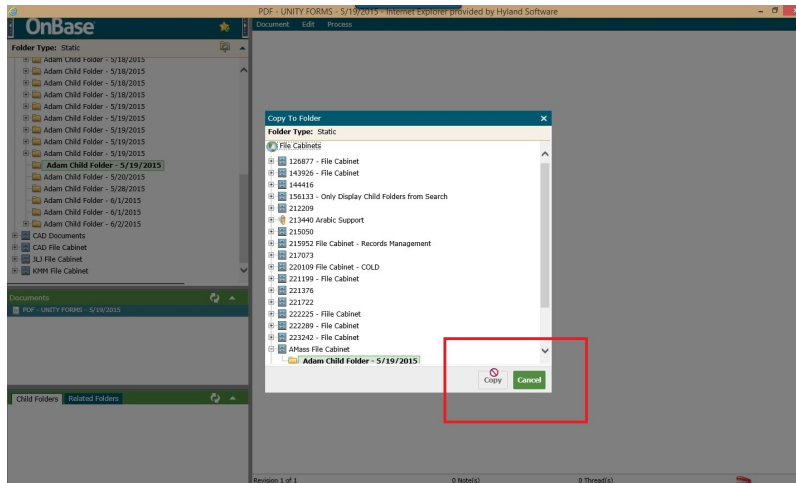 PDF - UNITY FORMS - 5/19/2015 - Internet Explorer provided by Hyland Software
OnBase
Document Edit Process
Folder Type: Static
Adam Child Folder - 5/18/2015
Adam Child Folder - 5/18/2015
Adam Child Folder - 5/18/2015
Adam Child Folder - 5/18/2015
Adam Child Folder - 5/19/2015
Adam Child Folder - 5/19/2015
Adam Child Folder - 5/19/2015
Adam Child Folder - 5/19/2015
Adam Child Folder - 5/19/2015
Adam Child Folder - 5/19/2015
Adam Child Folder - 5/20/2015
Adam Child Folder - 5/28/2015
Adam Child Folder - 6/1/2015
Adam Child Folder - 6/1/2015
Adam Child Folder - 6/2/2015
CAD Documents
CAD File Cabinet
JLJ File Cabinet
KMM File Cabinet
Documents
PDF - UNITY FORMS - 5/19/2015
Child Folders Related Folders
Copy To Folder
Folder Type: Static
File Cabinets
126877 - File Cabinet
143926 - File Cabinet
144416
156133 - Only Display Child Folders from Search
212209
213440 Arabic Support
215050
215952 File Cabinet - Records Management
217073
220109 File Cabinet - COLD
221199 - File Cabinet
221376
221722
222225 - Fiile Cabinet
222289 - File Cabinet
223242 - File Cabinet
AMass File Cabinet
Adam Child Folder - 5/19/2015
Copy Cancel
Revision 1 of 1 0 Note(s) 0 Thread(s)